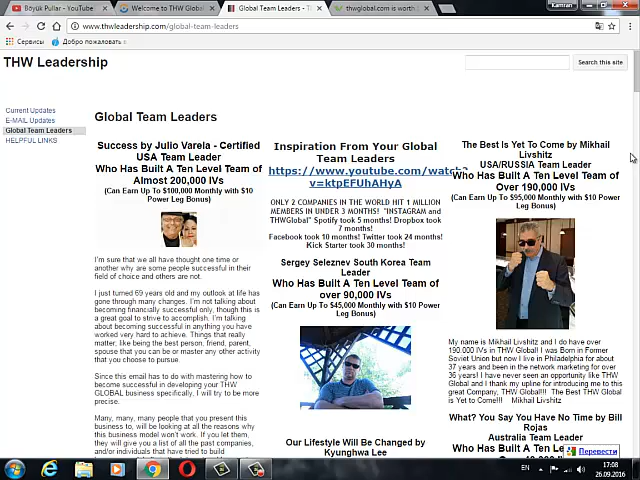 Böyük Pullar - YouTube
Welcome to THW Global
Global Team Leaders - T
thwglobal.com is worth
Kamran
www.thwleadership.com/global-team-leaders
Сервисы
Добро пожаловать
THW Leadership
Search this site
Current Updates
E-MAIL Updates
Global Team Leaders
HELPFUL LINKS
Global Team Leaders
Success by Julio Varela - Certified
USA Team Leader
Who Has Built A Ten Level Team of
Almost 200,000 IVs
(Can Earn Up To $100,000 Monthly with $10
Power Leg Bonus)
I'm sure that we all have thought one time or
another why are some people successful in their
field of choice and others are not.
I just turned 69 years old and my outlook at life has
gone through many changes. I'm not talking about
becoming financially successful only, though this is
a great goal to strive to accomplish. I'm talking
about becoming successful in anything you have
worked very hard to achieve. Things that really
matter, like being the best person, friend, parent,
spouse that you can be or master any other activity
that you choose to pursue.
Since this email has to do with mastering how to
become successful in developing your THW
GLOBAL business specifically, I will try to be more
precise.
Many, many, many people that you present this
business to, will be looking at all the reasons why
this business model won't work. If you let them,
they will give you a list of all the past companies,
and/or individuals that have tried to build
Inspiration From Your Global
Team Leaders
https://www.youtube.com/watch?
v=ktpEFUhAHyA
ONLY 2 COMPANIES IN THE WORLD HIT 1 MILLION
MEMBERS IN UNDER 3 MONTHS! "INSTAGRAM and
THWGlobal" Spotify took 5 months! Dropbox took
7 months!
Facebook took 10 months! Twitter took 24 months!
Kick Starter took 30 months!
Sergey Seleznev South Korea Team
Leader
Who Has Built A Ten Level Team of
over 90,000 IVs
(Can Earn Up To $45,000 Monthly with $10 Power
Leg Bonus)
Our Lifestyle Will Be Changed by
Kyunghwa Lee
The Best Is Yet To Come by Mikhail
Livshitz
USA/RUSSIA Team Leader
Who Has Built A Ten Level Team of
Over 190,000 IVs
(Can Earn Up To $95,000 Monthly with $10 Power
Leg Bonus)
My name is Mikhail Livshitz and I do have over
190.000 IVs in THW Global! I was Born in Former
Soviet Union but now I live in Philadelphia for about
37 years and been in the network marketing for over
36 years! I have never seen an opportunity like THW
Global and I thank my upline for introducing me to this
great Company, THW Global!!! The Best THW Global
is Yet to Come!!! Mikhail Livshitz
What? You Say You Have No Time by Bill
Rojas
Australia Team Leader
Who Has Built A Ten Level Team of
Перевести
EN
17:08
26.09.2016